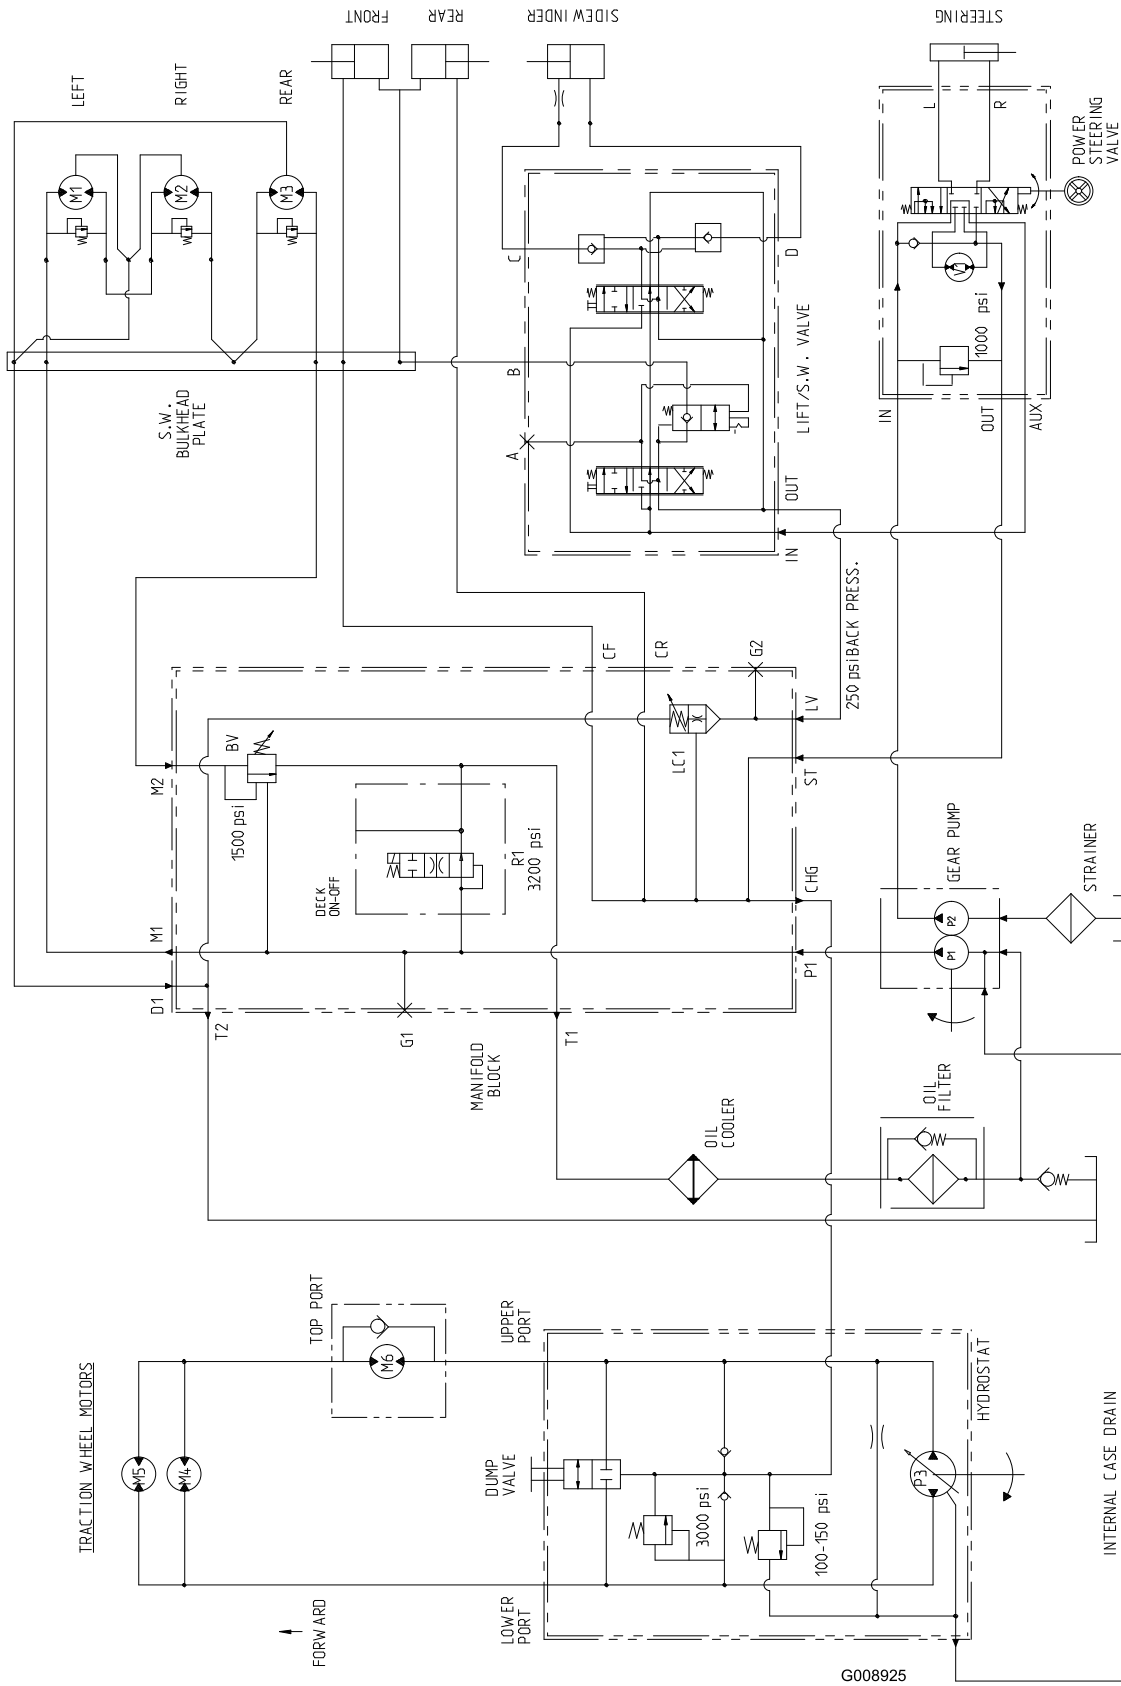 FRONT
REAR
SIDEWINDER
STEERING
LEFT
RIGHT
REAR
M1
M2
M3
L
R
POWER
STEERING
VALVE
V1
1000 psi
IN
OUT
AUX
C
D
B
A
LIFT/S.W. VALVE
OUT
IN
S.W.
BULKHEAD
PLATE
250 psi BACK PRESS.
CF
CR
G2
LV
ST
CHG
P1
LC1
BV
1500 psi
M2
M1
D1
T2
G1
T1
DECK
ON-OFF
R1
3200 psi
MANIFOLD
BLOCK
GEAR PUMP
P2
P1
STRAINER
OIL
COOLER
OIL
FILTER
TRACTION WHEEL MOTORS
M5
M4
TOP PORT
M6
UPPER
PORT
DUMP
VALVE
LOWER
PORT
3000 psi
100-150 psi
P3
HYDROSTAT
INTERNAL CASE DRAIN
FORWARD
G008925